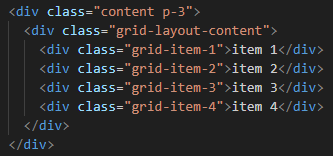 <div class="content p-3">
  <div class="grid-layout-content">
    <div class="grid-item-1">item 1</div>
    <div class="grid-item-2">item 2</div>
    <div class="grid-item-3">item 3</div>
    <div class="grid-item-4">item 4</div>
  </div>
</div>